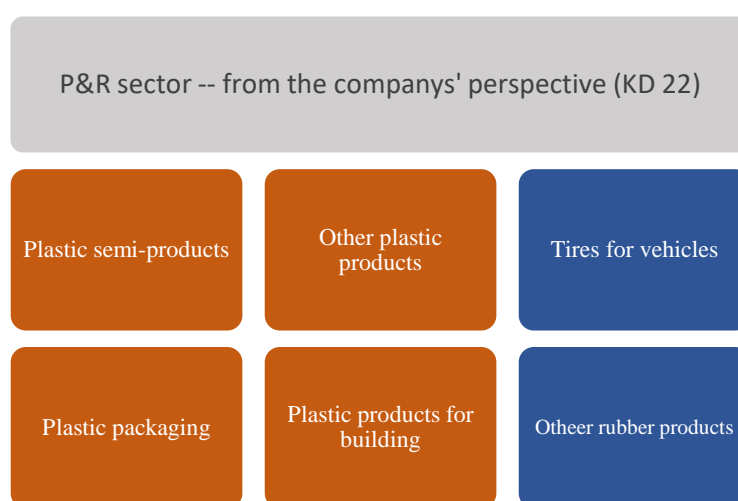 P&R sector -- from the companys' perspective (KD 22)
Plastic semi-products
Other plastic
products
Tires for vehicles
Plastic packaging
Plastic products for
building
Otheer rubber products